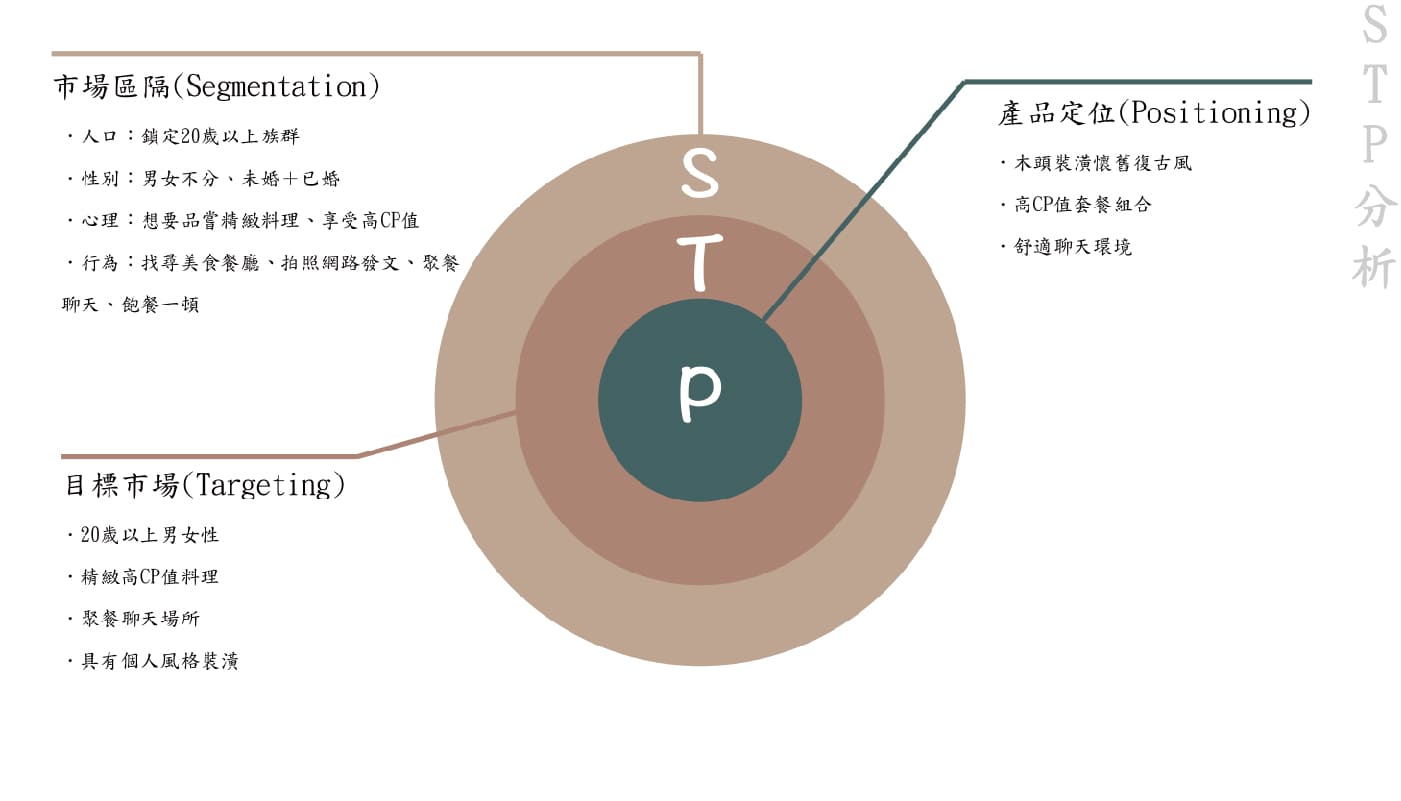 STP分析
市場區隔(Segmentation)
·人口：鎖定20歲以上族群
·性別：男女不分、未婚＋已婚
·心理：想要品嘗精緻料理、享受高CP值
·行為：找尋美食餐廳、拍照網路發文、聚餐
聊天、飽餐一頓
目標市場(Targeting)
·20歲以上男女性
·精緻高CP值料理
·聚餐聊天場所
·具有個人風格裝潢
S
T
p
產品定位(Positioning)
·木頭裝潢懷舊復古風
·高CP值套餐組合
·舒適聊天環境